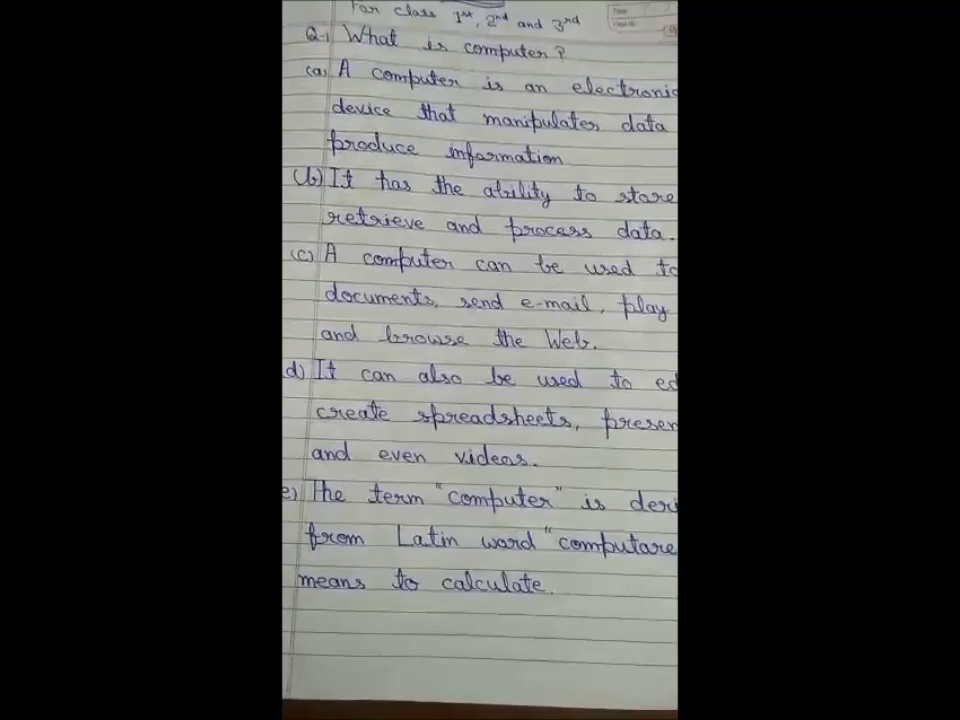 For class 1st, 2nd and 3rd
Q-1 What is computer?
(a) A computer is an electronic
device that manipulates data
produce information
(b) It has the ability to store
retrieve and process data.
(c) A computer can be used to
documents, send e-mail, play
and browse the Web.
d) It can also be used to ed
create spreadsheets, presen
and even videos.
e) The term "computer" is deri
from Latin word "computare
means to calculate.